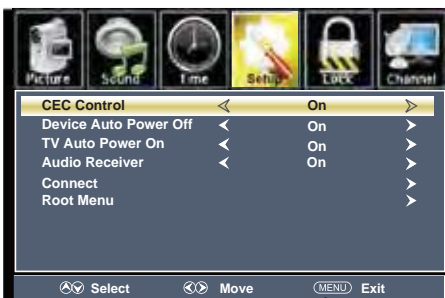 Picture Sound Time Setup Lock Channel
CEC Control On
Device Auto Power Off On
TV Auto Power On On
Audio Receiver On
Connect
Root Menu
Select Move MENU Exit